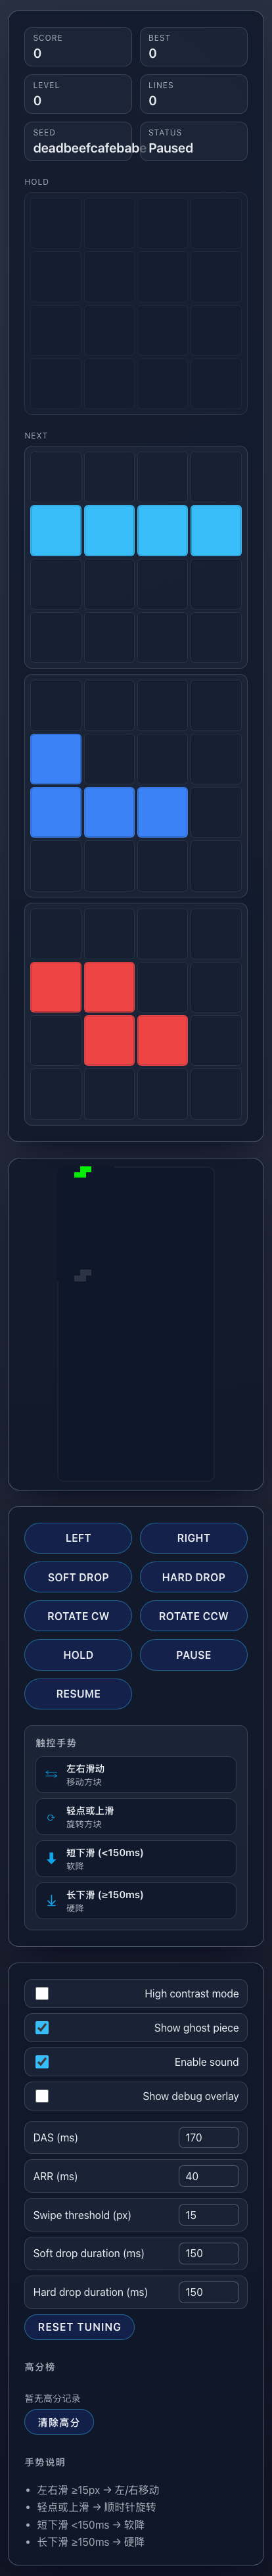 SCORE BEST
0 0
LEVEL LINES
0 0
SEED STATUS
deadbeefcafebabe Paused
HOLD
NEXT
LEFT RIGHT
SOFT DROP HARD DROP
ROTATE CW ROTATE CCW
HOLD PAUSE
RESUME
触控手势
左右滑动
移动方块
轻点或上滑
旋转方块
短下滑 (<150ms)
软降
长下滑 (≥150ms)
硬降
High contrast mode
Show ghost piece
Enable sound
Show debug overlay
DAS (ms) 170
ARR (ms) 40
Swipe threshold (px) 15
Soft drop duration (ms) 150
Hard drop duration (ms) 150
RESET TUNING
高分榜
暂无高分记录
清除高分
手势说明
• 左右滑 ≥15px → 左/右移动
• 轻点或上滑 → 顺时针旋转
• 短下滑 <150ms → 软降
• 长下滑 ≥150ms → 硬降